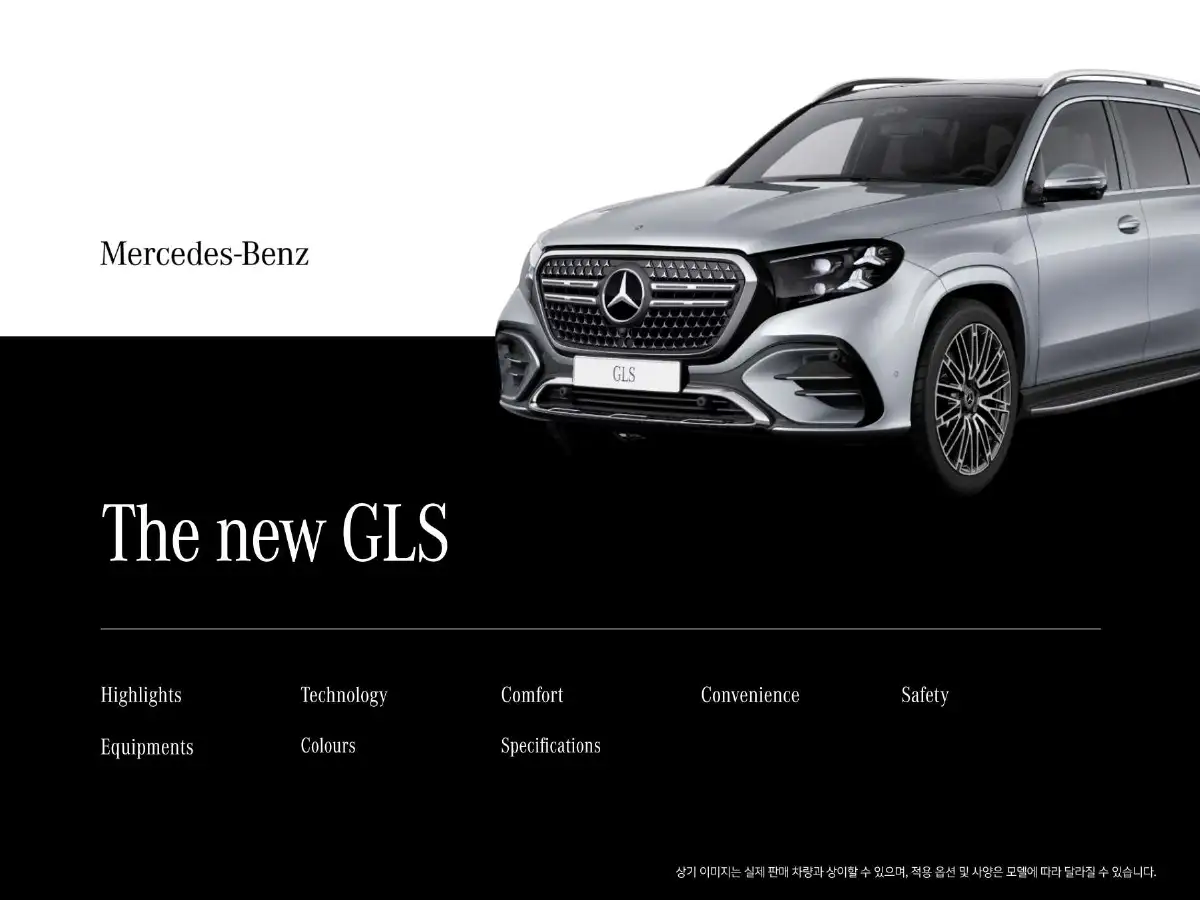 Mercedes-Benz
GLS
The new GLS
Highlights Technology Comfort Convenience Safety
Equipments Colours Specifications
상기 이미지는 실제 판매 차량과 상이할 수 있으며, 적용 옵션 및 사양은 모델에 따라 달라질 수 있습니다.